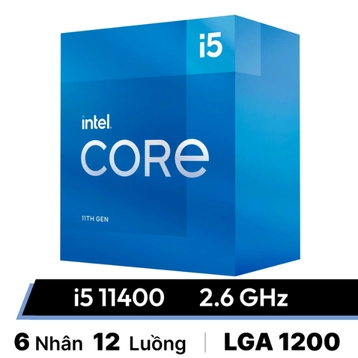 i5
intel.
CORE
11TH GEN
i5 11400 2.6 GHz
6 Nhân 12 Luồng | LGA 1200